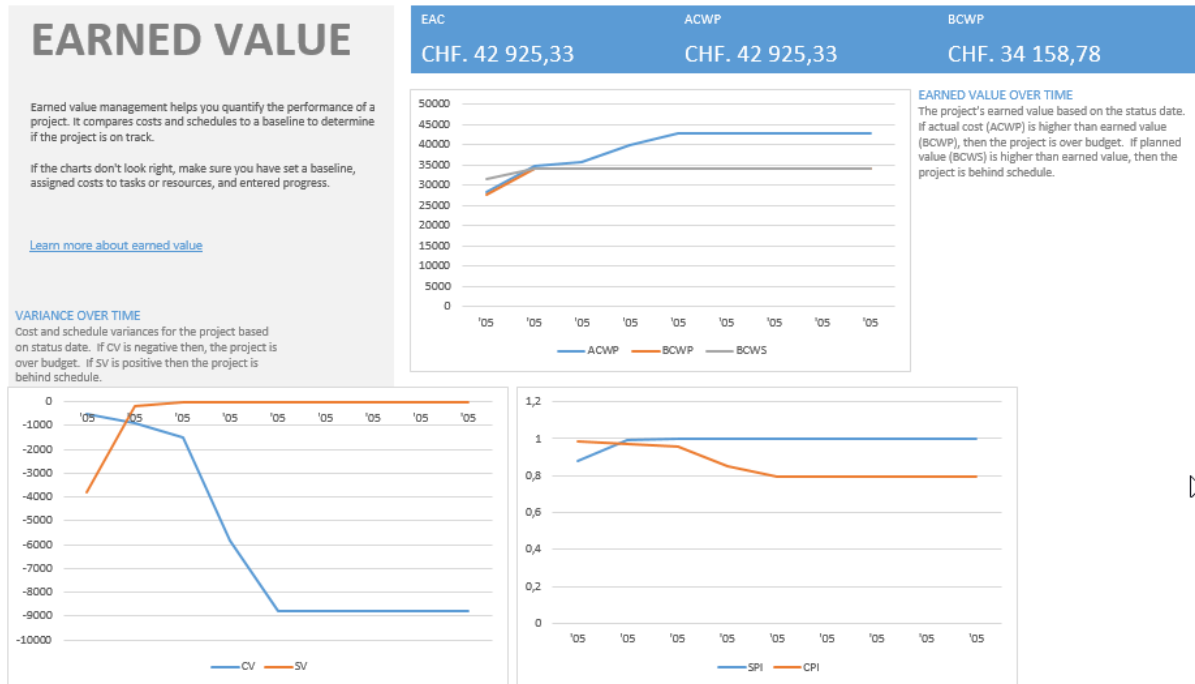 EARNED VALUE
Earned value management helps you quantify the performance of a
project. It compares costs and schedules to a baseline to determine
if the project is on track.
If the charts don't look right, make sure you have set a baseline,
assigned costs to tasks or resources, and entered progress.
Learn more about earned value
EAC
CHF. 42 925,33
ACWP
CHF. 42 925,33
BCWP
CHF. 34 158,78
50000
45000
40000
35000
30000
25000
20000
15000
10000
5000
0
'05 '05 '05 '05 '05 '05 '05 '05 '05
ACWP BCWP BCWS
EARNED VALUE OVER TIME
The project's earned value based on the status date.
If actual cost (ACWP) is higher than earned value
(BCWP), then the project is over budget. If planned
value (BCWS) is higher than earned value, then the
project is behind schedule.
VARIANCE OVER TIME
Cost and schedule variances for the project based
on status date. If CV is negative then, the project is
over budget. If SV is positive then the project is
behind schedule.
0
-1000
-2000
-3000
-4000
-5000
-6000
-7000
-8000
-9000
-10000
'05 '05 '05 '05 '05 '05 '05 '05 '05
CV SV
1,2
1
0,8
0,6
0,4
0,2
0
'05 '05 '05 '05 '05 '05 '05 '05 '05
SPI CPI